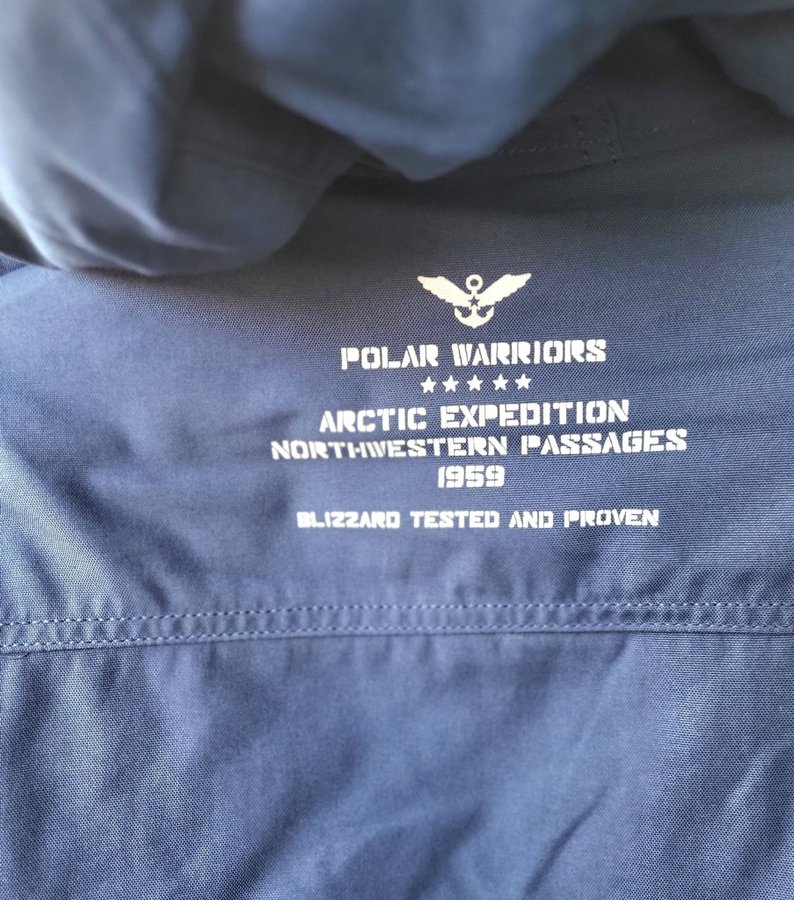 POLAR WARRIORS
★★★★★
ARCTIC EXPEDITION
NORTHWESTERN PASSAGES
1959
BLIZZARD TESTED AND PROVEN